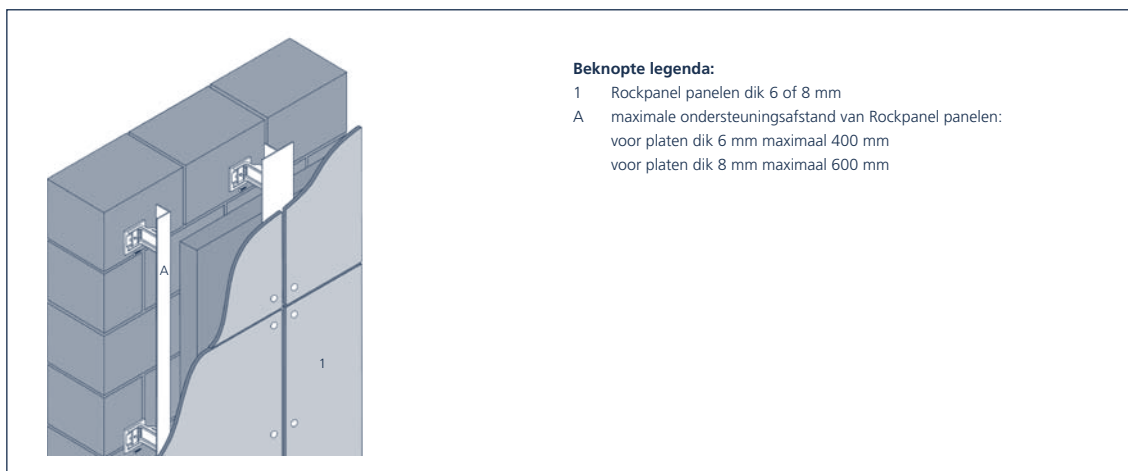 Beknopte legenda:
1 Rockpanel panelen dik 6 of 8 mm
A maximale ondersteuningsafstand van Rockpanel panelen:
voor platen dik 6 mm maximaal 400 mm
voor platen dik 8 mm maximaal 600 mm
A
1